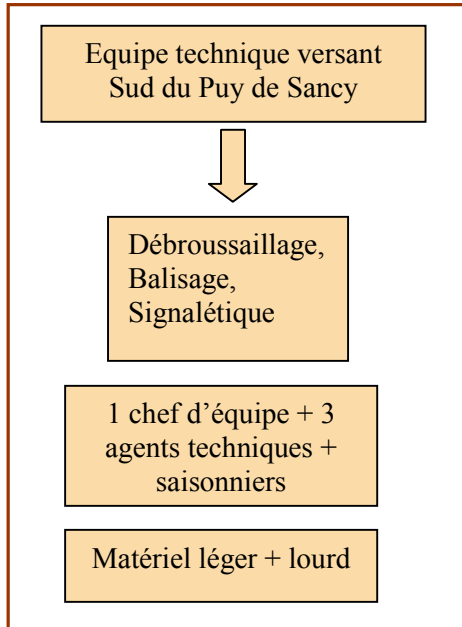 Equipe technique versant
Sud du Puy de Sancy
Débroussaillage,
Balisage,
Signalétique
1 chef d’équipe + 3
agents techniques +
saisonniers
Matériel léger + lourd